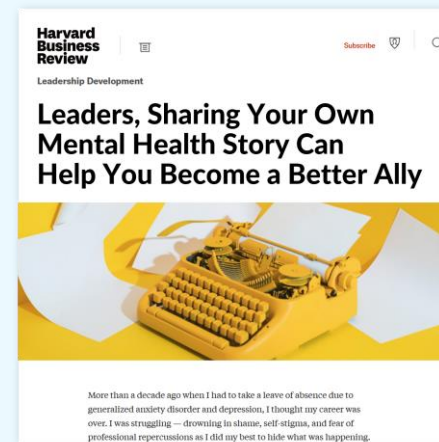 Harvard
Business
Review
Subscribe
Leadership Development
Leaders, Sharing Your Own
Mental Health Story Can
Help You Become a Better Ally
More than a decade ago when I had to take a leave of absence due to
generalized anxiety disorder and depression, I thought my career was
over. I was struggling — drowning in shame, self-stigma, and fear of
professional repercussions as I did my best to hide what was happening.